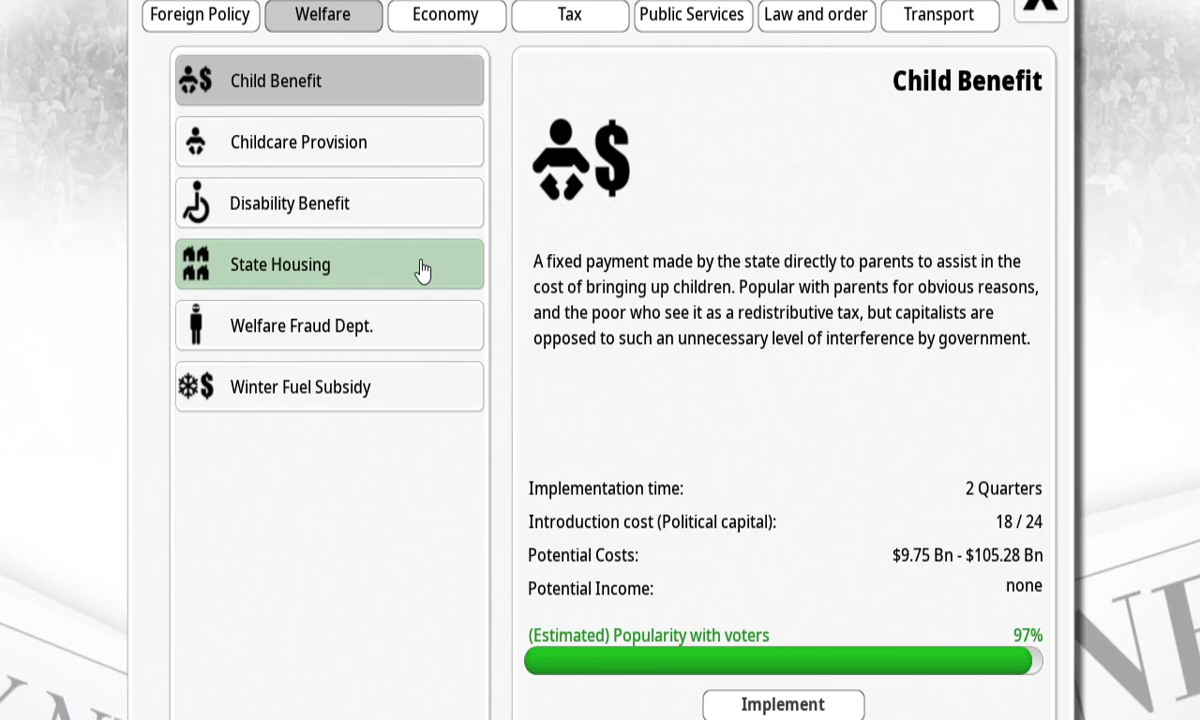 Foreign Policy
Welfare
Economy
Tax
Public Services
Law and order
Transport
X
Child Benefit
Childcare Provision
Disability Benefit
State Housing
Welfare Fraud Dept.
Winter Fuel Subsidy
Child Benefit
A fixed payment made by the state directly to parents to assist in the
cost of bringing up children. Popular with parents for obvious reasons,
and the poor who see it as a redistributive tax, but capitalists are
opposed to such an unnecessary level of interference by government.
Implementation time: 2 Quarters
Introduction cost (Political capital): 18 / 24
Potential Costs: $9.75 Bn - $105.28 Bn
Potential Income: none
(Estimated) Popularity with voters 97%
Implement